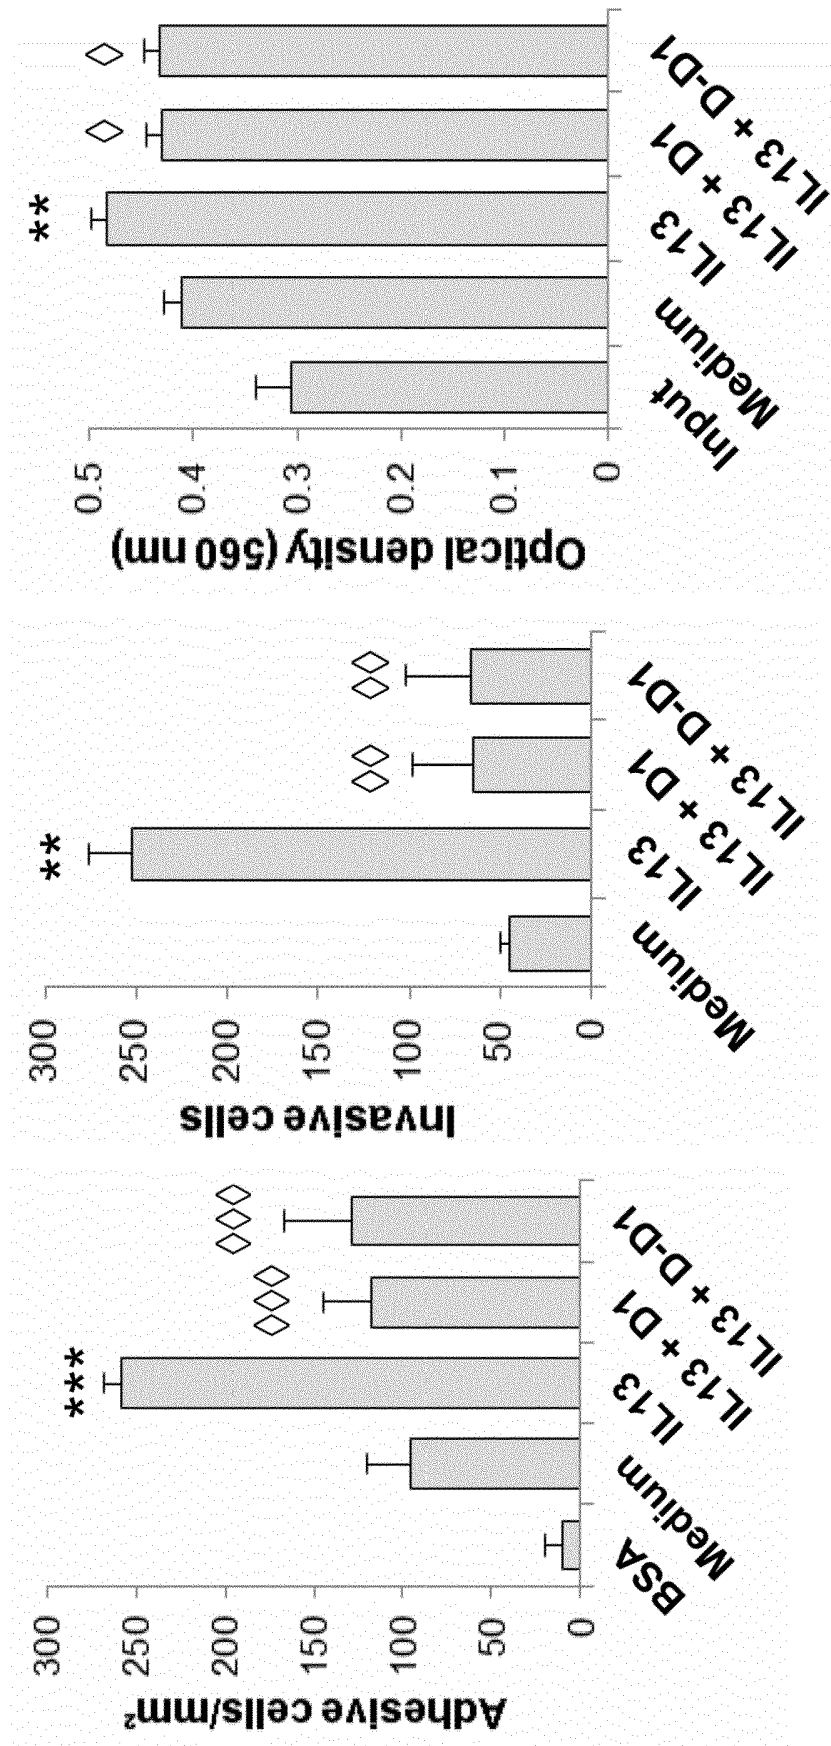 Adhesive cells/mm²
300
250
200
150
100
50
0
***
◊◊◊
◊◊◊
BSA
Medium
IL13
IL13 + D1
IL13 + D-D1
Invasive cells
300
250
200
150
100
50
0
**
◊◊
◊◊
Medium
IL13
IL13 + D1
IL13 + D-D1
Optical density (560 nm)
0.5
0.4
0.3
0.2
0.1
0
**
◊
◊
Input
Medium
IL13
IL13 + D1
IL13 + D-D1